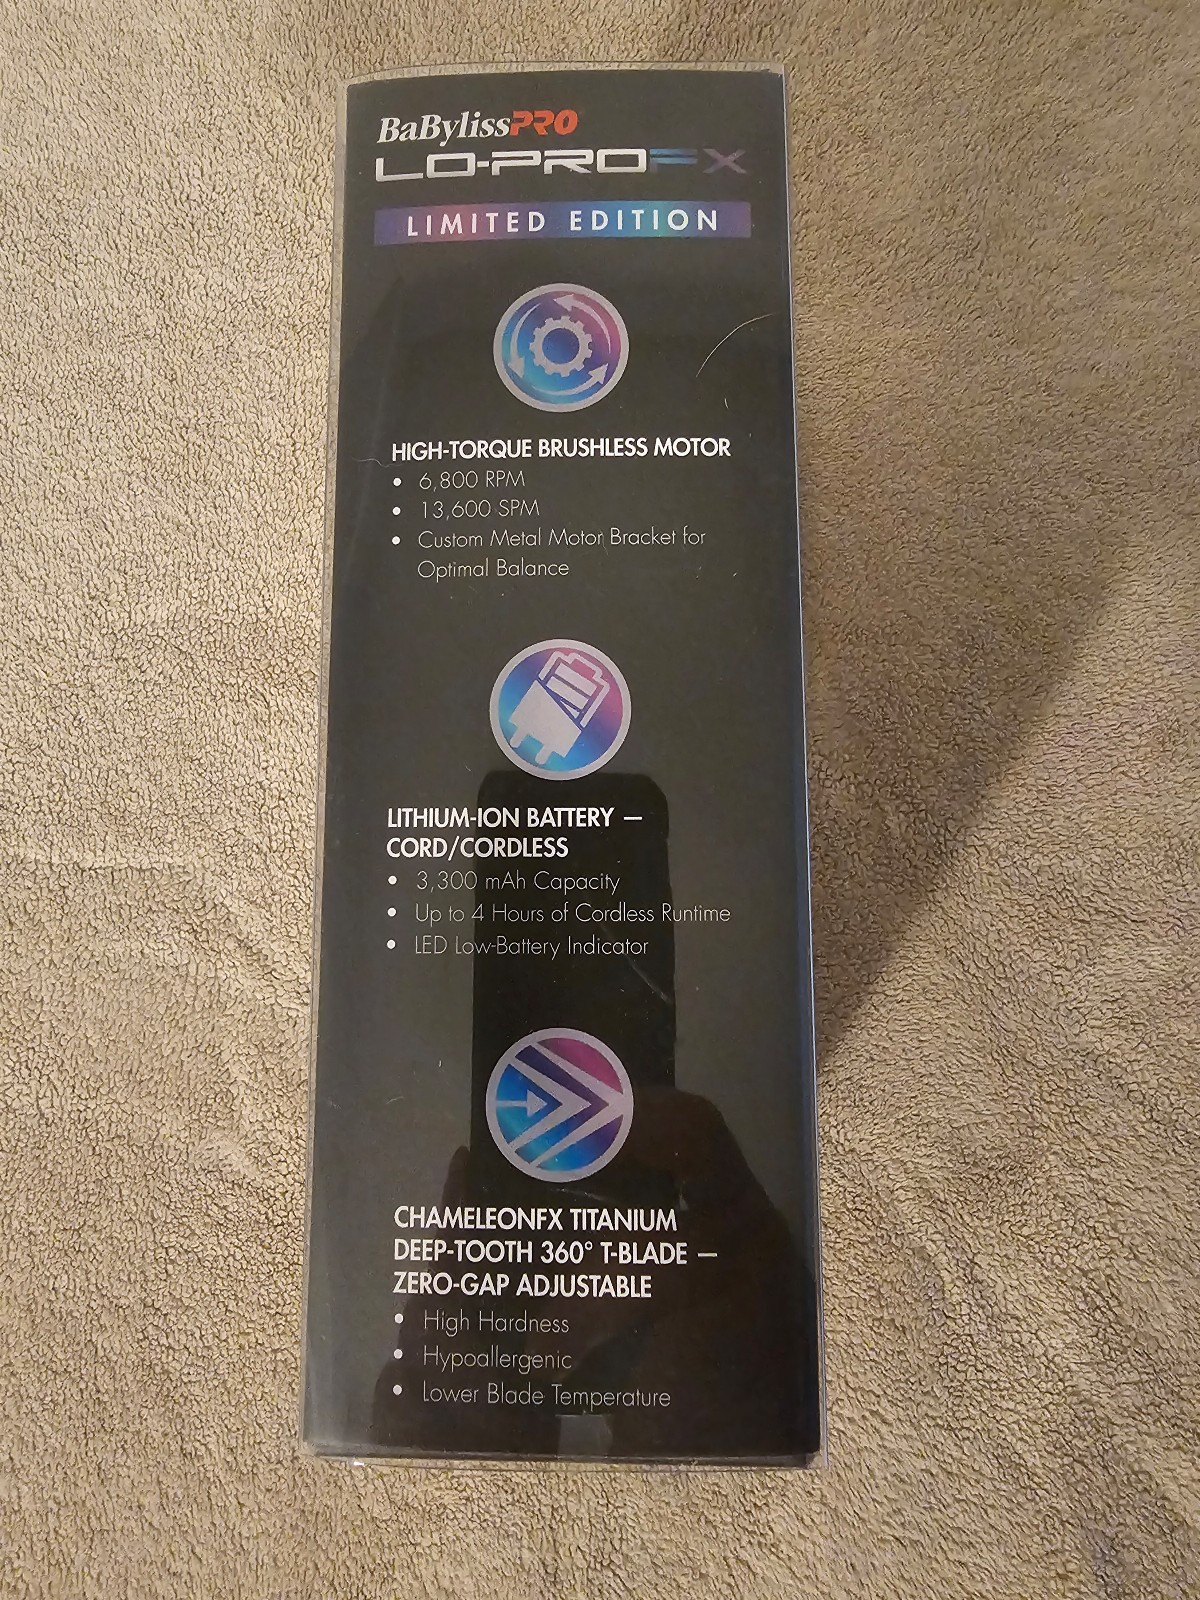 BaBylissPRO
LO-PROFX
LIMITED EDITION
HIGH-TORQUE BRUSHLESS MOTOR
• 6,800 RPM
• 13,600 SPM
• Custom Metal Motor Bracket for
Optimal Balance
LITHIUM-ION BATTERY —
CORD/CORDLESS
• 3,300 mAh Capacity
• Up to 4 Hours of Cordless Runtime
• LED Low-Battery Indicator
CHAMELEONFX TITANIUM
DEEP-TOOTH 360° T-BLADE —
ZERO-GAP ADJUSTABLE
• High Hardness
• Hypoallergenic
• Lower Blade Temperature